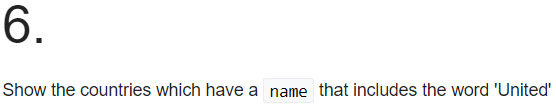 6.
Show the countries which have a name that includes the word 'United'